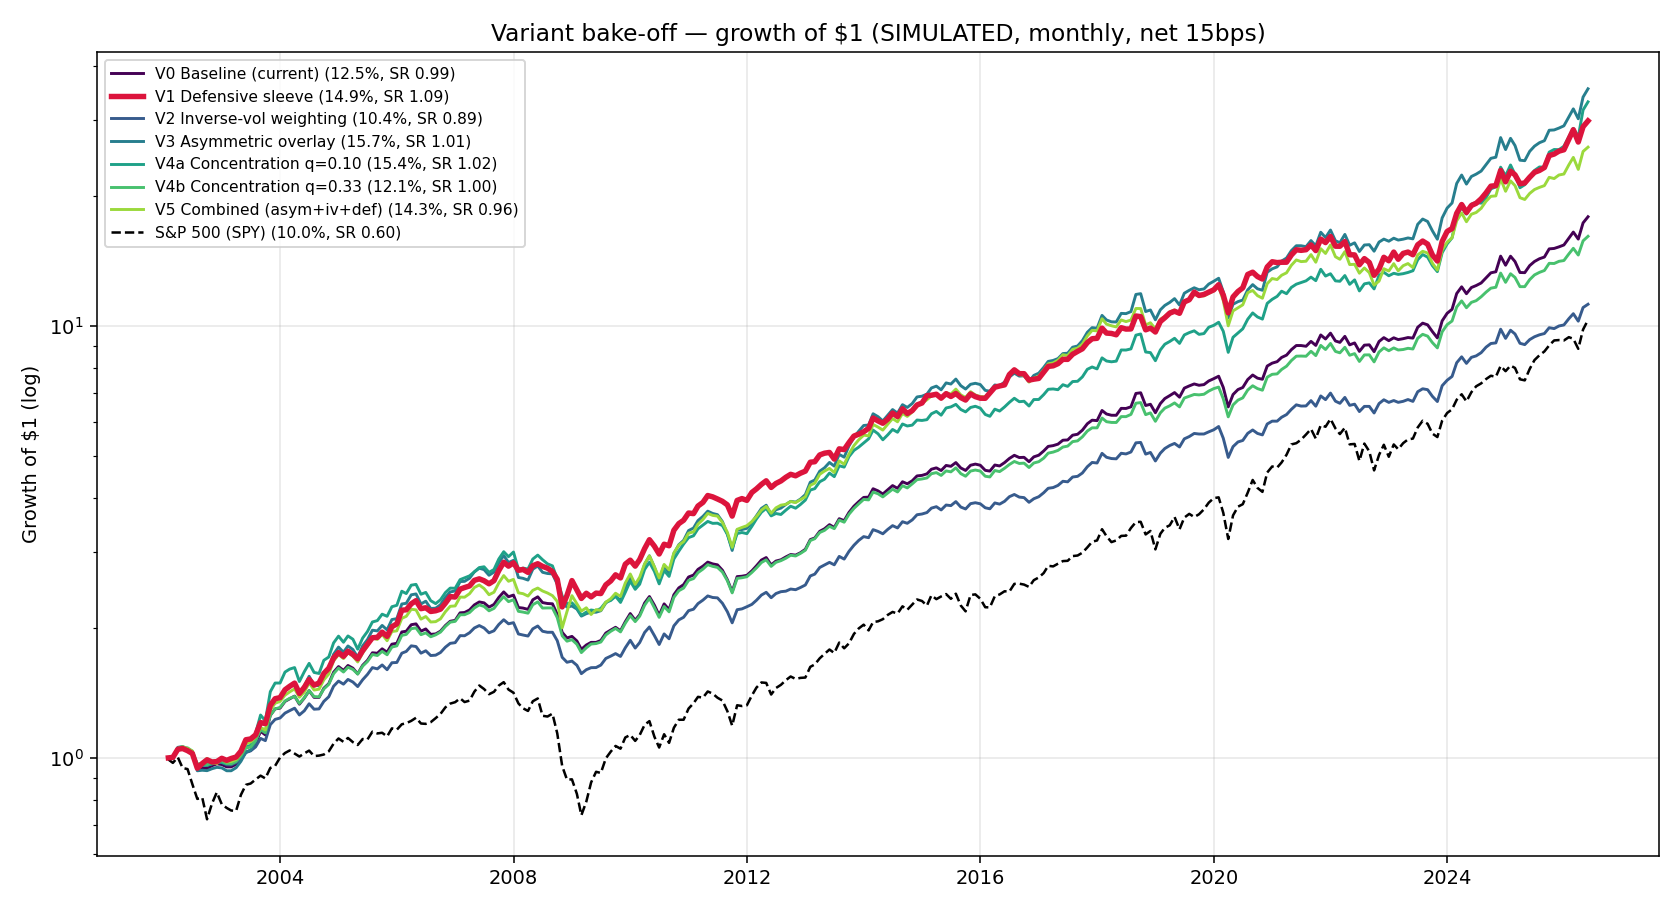 Variant bake-off — growth of $1 (SIMULATED, monthly, net 15bps)
V0 Baseline (current) (12.5%, SR 0.99)
V1 Defensive sleeve (14.9%, SR 1.09)
V2 Inverse-vol weighting (10.4%, SR 0.89)
V3 Asymmetric overlay (15.7%, SR 1.01)
V4a Concentration q=0.10 (15.4%, SR 1.02)
V4b Concentration q=0.33 (12.1%, SR 1.00)
V5 Combined (asym+iv+def) (14.3%, SR 0.96)
S&P 500 (SPY) (10.0%, SR 0.60)
Growth of $1 (log)
10¹
10⁰
2004 2008 2012 2016 2020 2024